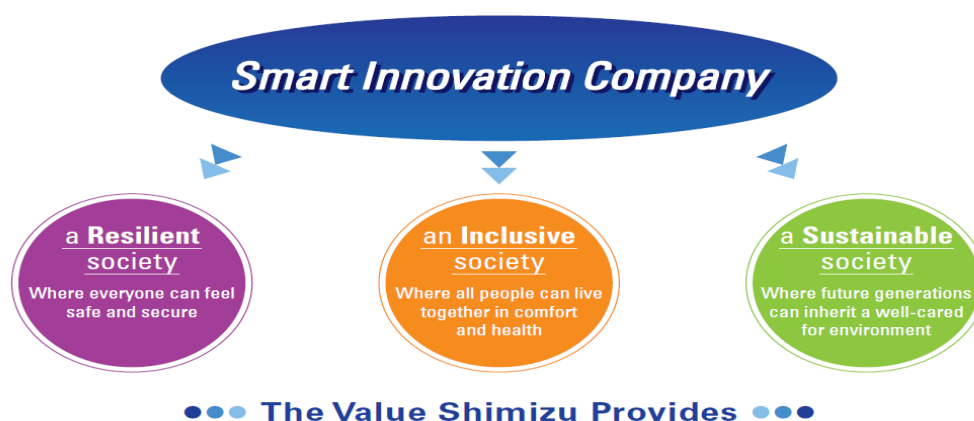 Smart Innovation Company
a Resilient
society
Where everyone can feel
safe and secure
an Inclusive
society
Where all people can live
together in comfort
and health
a Sustainable
society
Where future generations
can inherit a well-cared
for environment
The Value Shimizu Provides